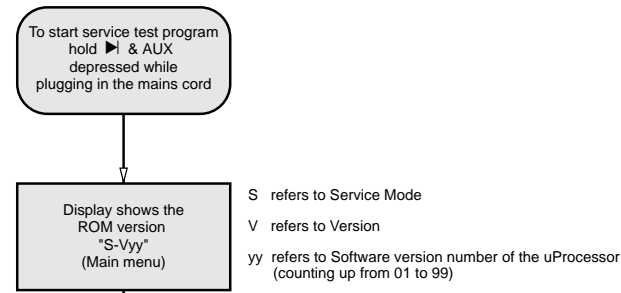 To start service test program
hold ▶| & AUX
depressed while
plugging in the mains cord
Display shows the
ROM version
"S-Vyy"
(Main menu)
S refers to Service Mode
V refers to Version
yy refers to Software version number of the uProcessor
(counting up from 01 to 99)